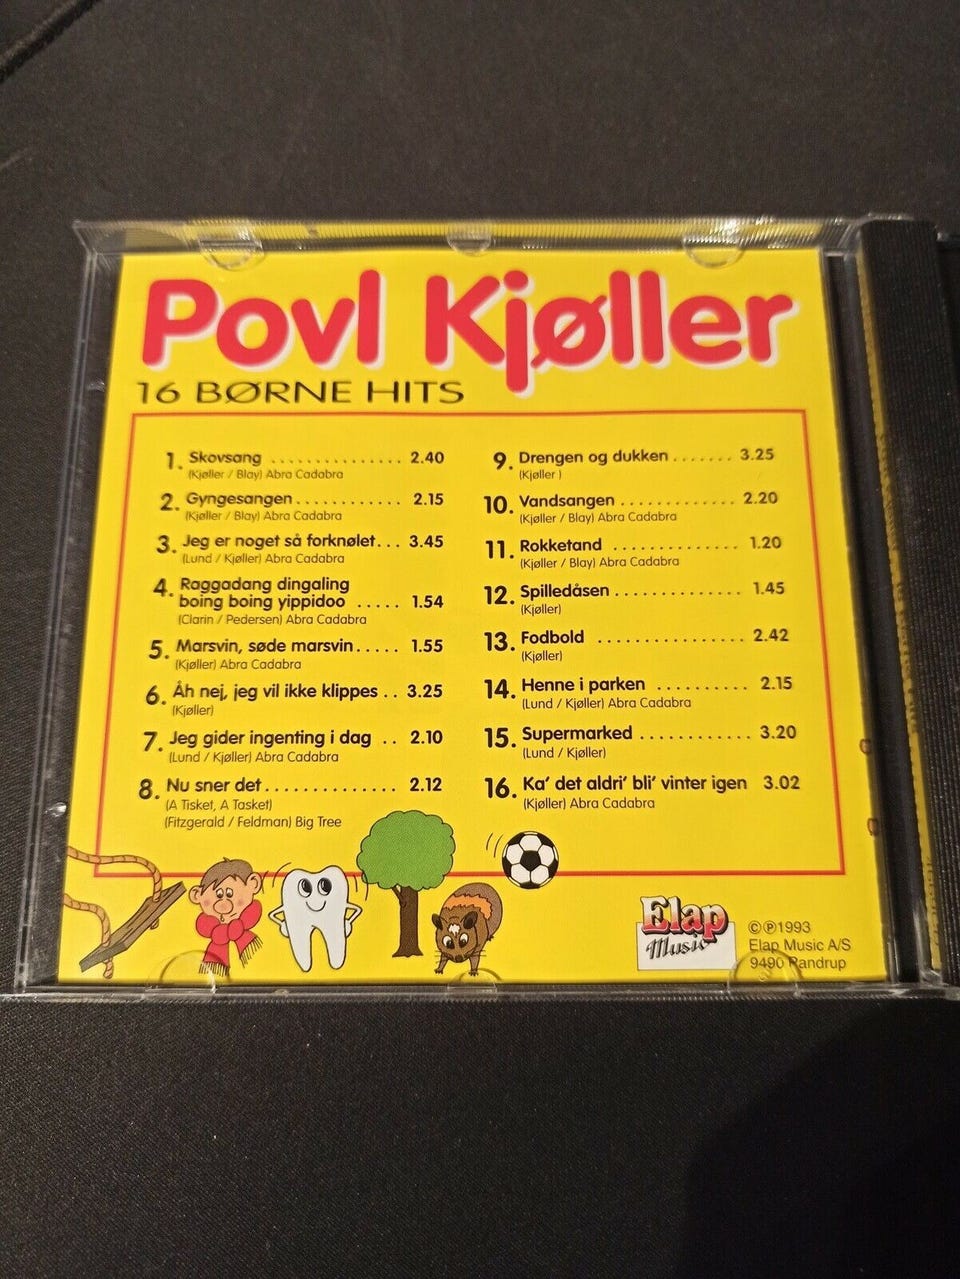 Povl Kjøller
16 BØRNE HITS
1. Skovsang ............... 2.40
(Kjøller / Blay) Abra Cadabra
2. Gyngesangen ............ 2.15
(Kjøller / Blay) Abra Cadabra
3. Jeg er noget så forknølet... 3.45
(Lund / Kjøller) Abra Cadabra
4. Raggadang dingaling
boing boing yippidoo ..... 1.54
(Clarin / Pedersen) Abra Cadabra
5. Marsvin, søde marsvin..... 1.55
(Kjøller) Abra Cadabra
6. Åh nej, jeg vil ikke klippes .. 3.25
(Kjøller)
7. Jeg gider ingenting i dag .. 2.10
(Lund / Kjøller) Abra Cadabra
8. Nu sner det............... 2.12
(A Tisket, A Tasket)
(Fitzgerald / Feldman) Big Tree
9. Drengen og dukken ....... 3.25
(Kjøller )
10. Vandsangen ............ 2.20
(Kjøller / Blay) Abra Cadabra
11. Rokketand ............. 1.20
(Kjøller / Blay) Abra Cadabra
12. Spilledåsen ............. 1.45
(Kjøller)
13. Fodbold ............... 2.42
(Kjøller)
14. Henne i parken .......... 2.15
(Lund / Kjøller) Abra Cadabra
15. Supermarked ........... 3.20
(Lund / Kjøller)
16. Ka' det aldri' bli' vinter igen 3.02
(Kjøller) Abra Cadabra
Elap
Music
©℗1993
Elap Music A/S
9490 Pandrup